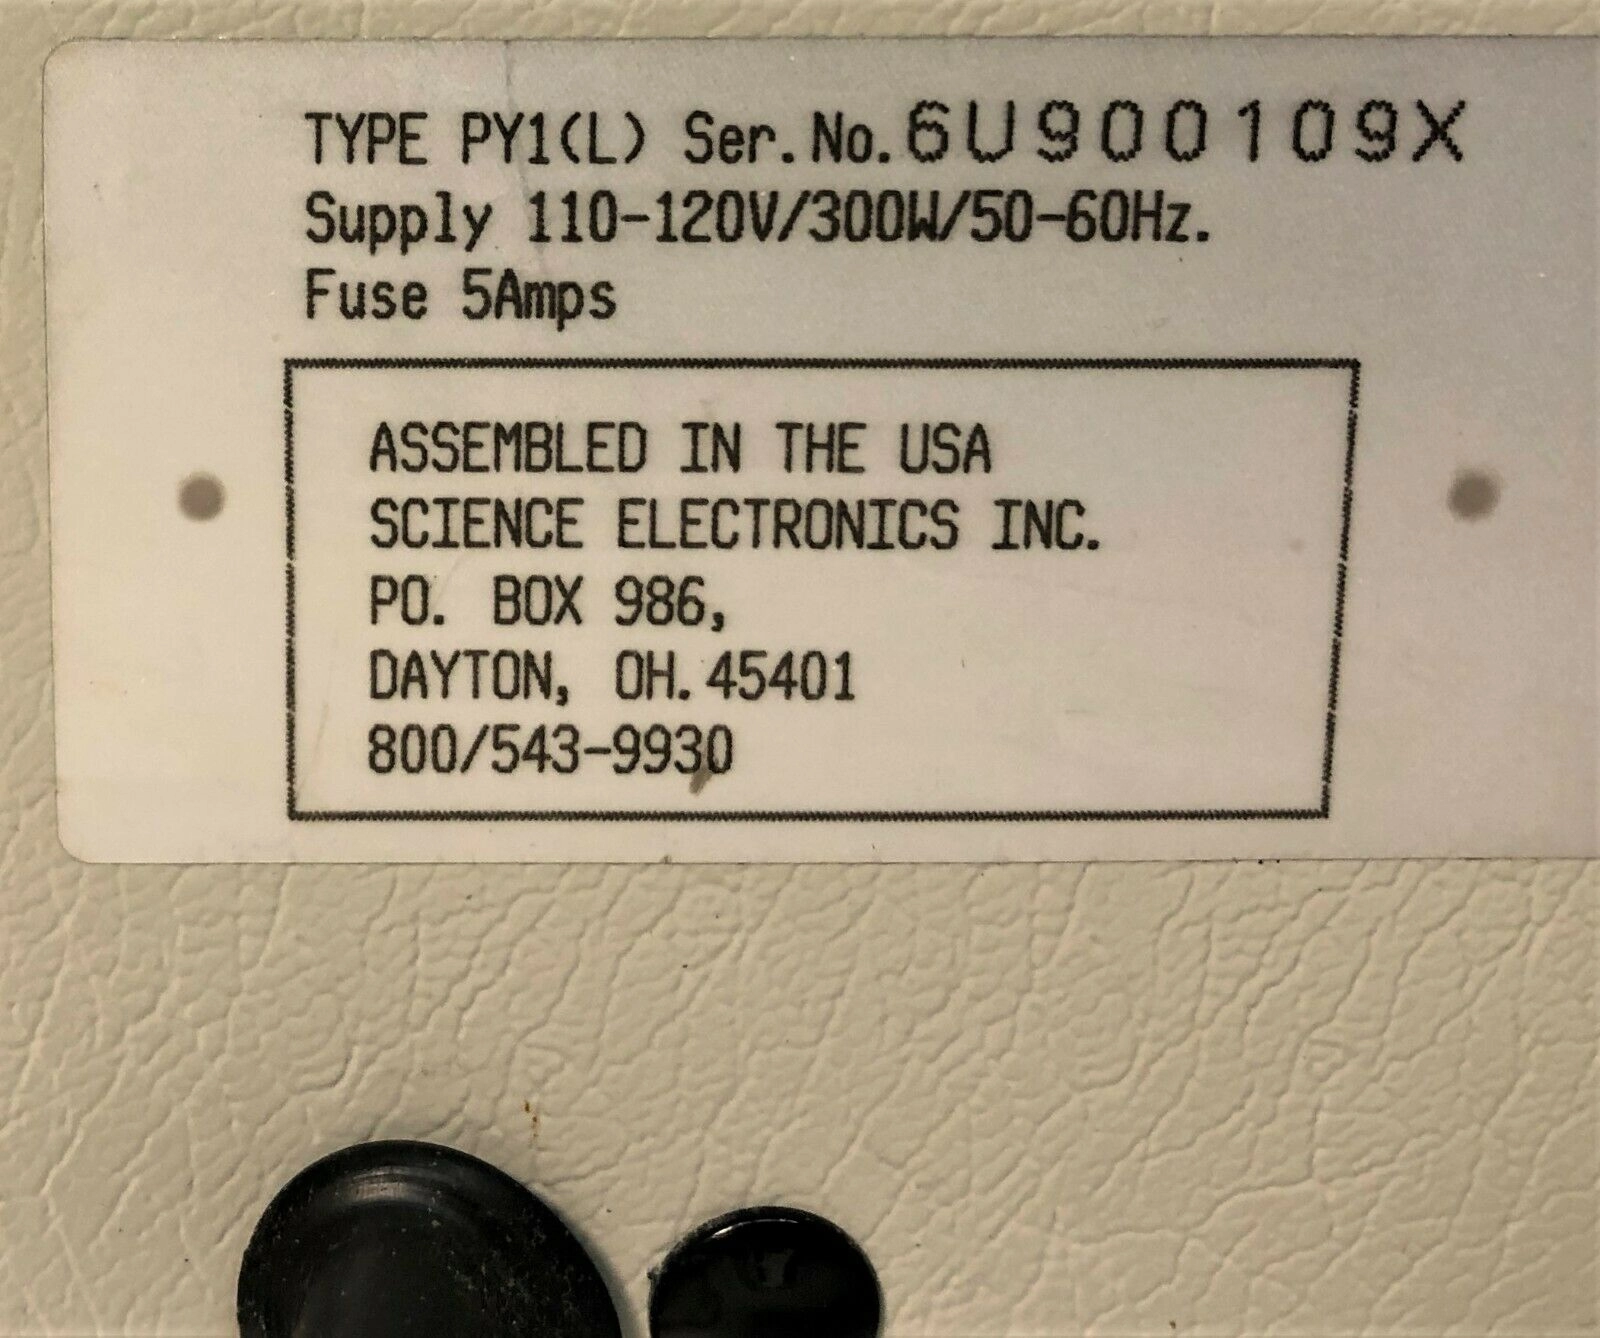 TYPE PY1(L) Ser.No.6U900109X
Supply 110-120V/300W/50-60Hz.
Fuse 5Amps
ASSEMBLED IN THE USA
SCIENCE ELECTRONICS INC.
PO. BOX 986,
DAYTON, OH.45401
800/543-9930